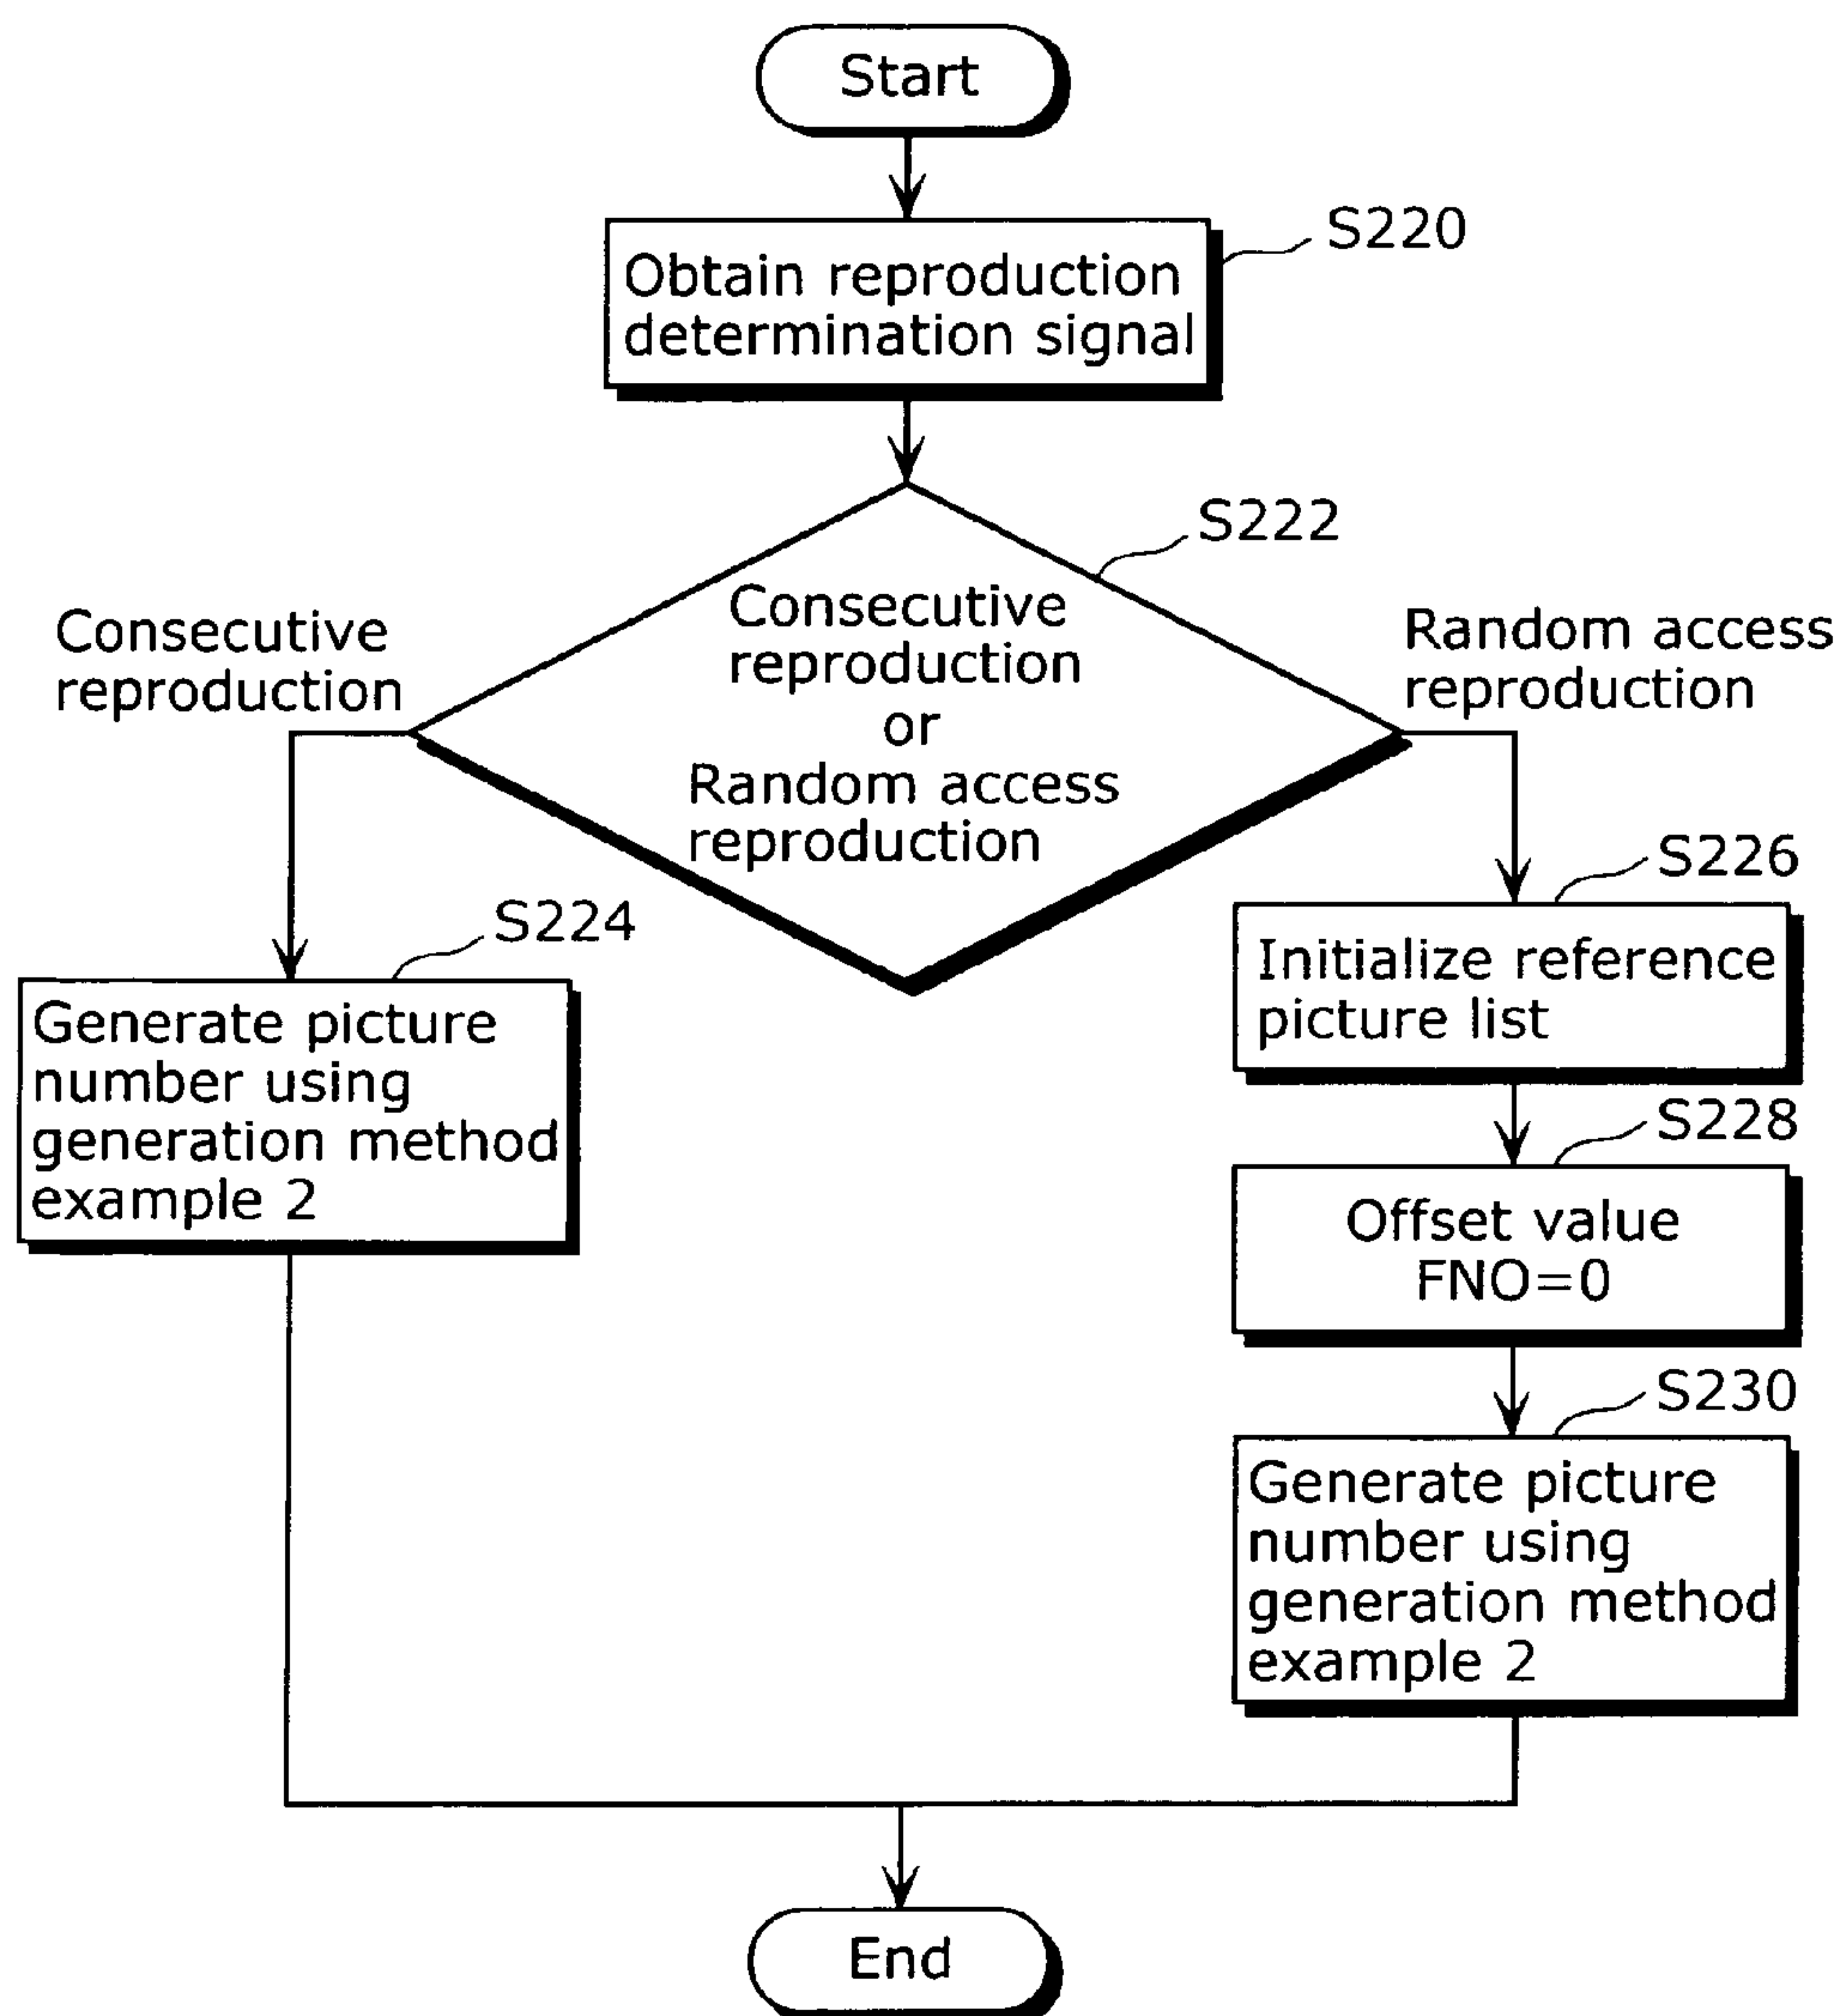 Start
S220
Obtain reproduction
determination signal
S222
Consecutive
reproduction
or
Random access
reproduction
Consecutive
reproduction
Random access
reproduction
S224
Generate picture
number using
generation method
example 2
S226
Initialize reference
picture list
S228
Offset value
FNO=0
S230
Generate picture
number using
generation method
example 2
End